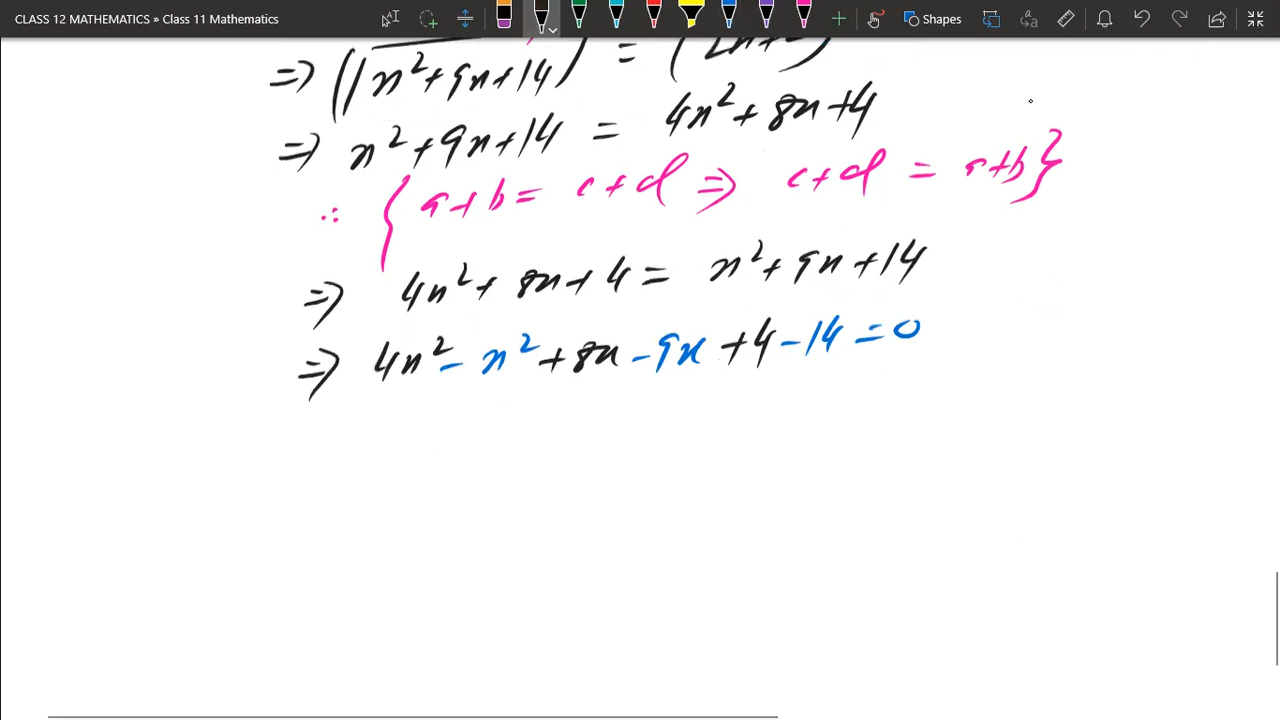 CLASS 12 MATHEMATICS » Class 11 Mathematics
Shapes
=> (√x²+9x+14)² =
=> x²+9x+14 = 4x²+8x+4
∴ {a+b = c+d => c+d = a+b}
=> 4x²+8x+4 = x²+9x+14
=> 4x²-x²+8x-9x+4-14=0